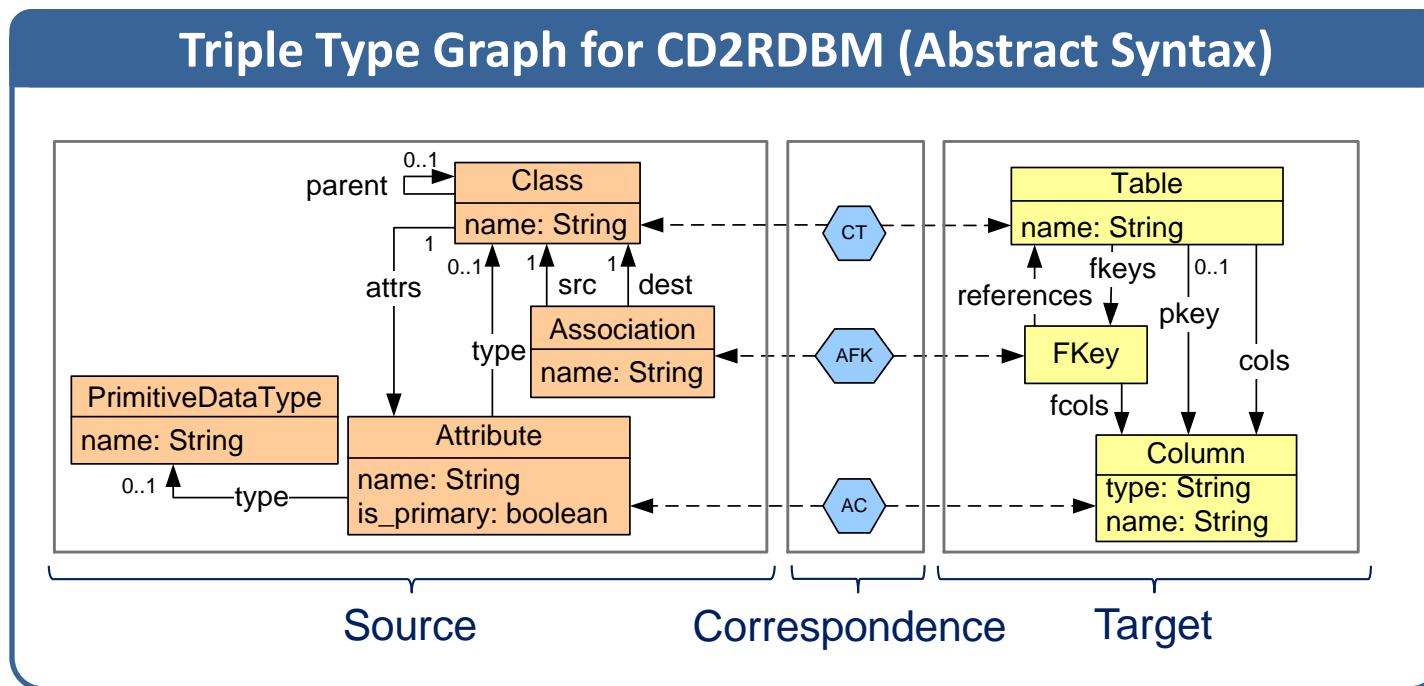 Triple Type Graph for CD2RDBM (Abstract Syntax)
0..1
parent
Class
name: String
1
0..1
1
1
attrs
src
dest
type
Association
name: String
PrimitiveDataType
name: String
0..1
type
Attribute
name: String
is_primary: boolean
CT
AFK
AC
Table
name: String
fkeys
0..1
references
pkey
FKey
cols
fcols
Column
type: String
name: String
Source
Correspondence
Target